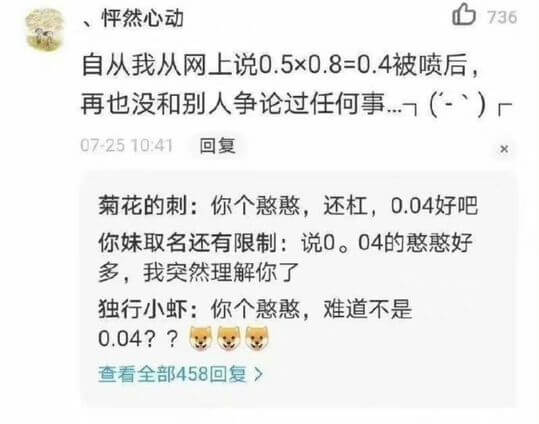 、怦然心动
736
自从我从网上说0.5×0.8=0.4被喷后，
再也没和别人争论过任何事...┐(´-｀)┌
07-25 10:41 回复 ×
菊花的刺：你个憨憨，还杠，0.04好吧
你妹取名还有限制：说0。04的憨憨好
多，我突然理解你了
独行小虾：你个憨憨，难道不是
0.04？？
查看全部458回复 >